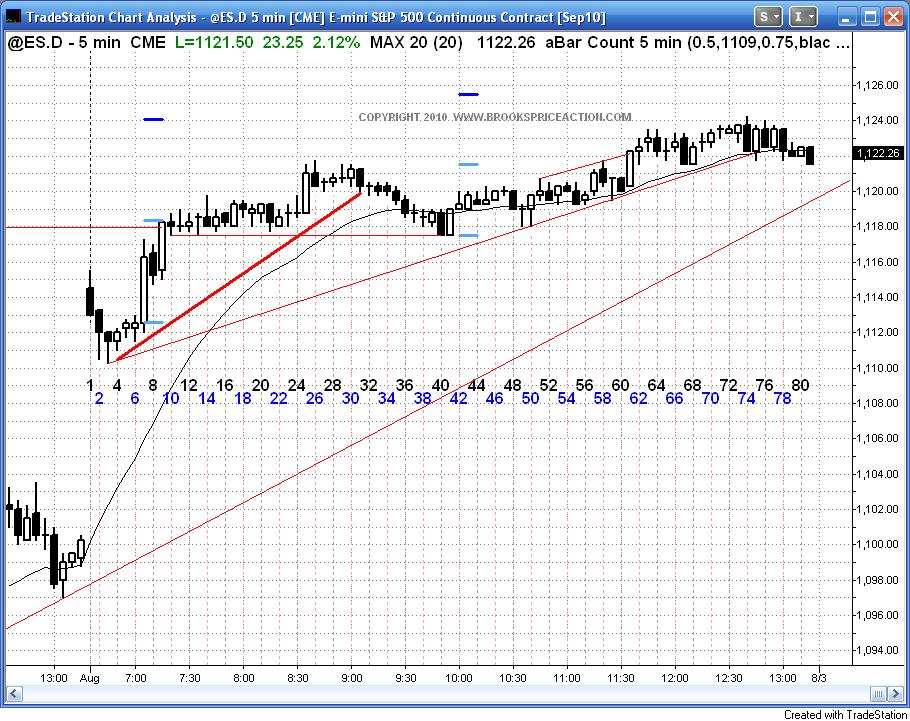 TradeStation Chart Analysis - @ES.D 5 min [CME] E-mini S&P 500 Continuous Contract [Sep10]
S I
@ES.D - 5 min CME L=1121.50 23.25 2.12% MAX 20 (20) 1122.26 aBar Count 5 min (0.5,1109,0.75,blac ...
1,126.00
COPYRIGHT 2010 WWW.BROOKSPRICEACTION.COM
1,124.00
1,122.26
1,120.00
1,118.00
1,116.00
1,114.00
1,112.00
1,110.00
1 4 8 12 16 20 24 28 32 36 40 44 48 52 56 60 64 68 72 76 80
2 6 10 14 18 22 26 30 34 38 42 46 50 54 58 62 66 70 74 78
1,108.00
1,106.00
1,104.00
1,102.00
1,100.00
1,098.00
1,096.00
1,094.00
13:00 Aug 7:00 7:30 8:00 8:30 9:00 9:30 10:00 10:30 11:00 11:30 12:00 12:30 13:00 8/3
Created with TradeStation